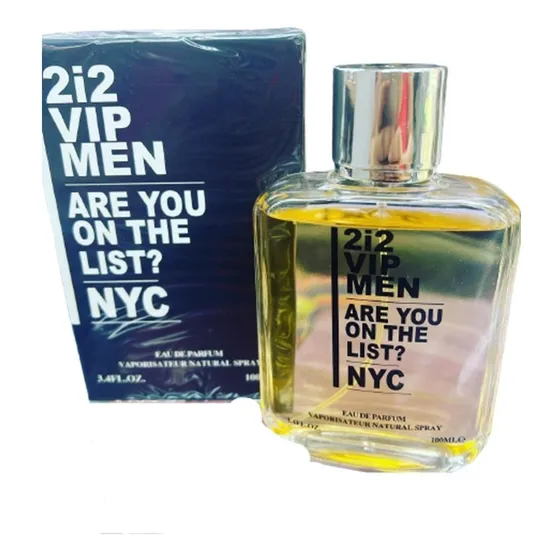 2i2
VIP
MEN
ARE YOU
ON THE
LIST?
NYC
EAU DE PARFUM
VAPORISATEUR NATURAL SPRAY
3.4FL.OZ.
2i2
VIP
MEN
ARE YOU
ON THE
LIST?
NYC
EAU DE PARFUM
VAPORISATEUR NATURAL SPRAY
100ML℮